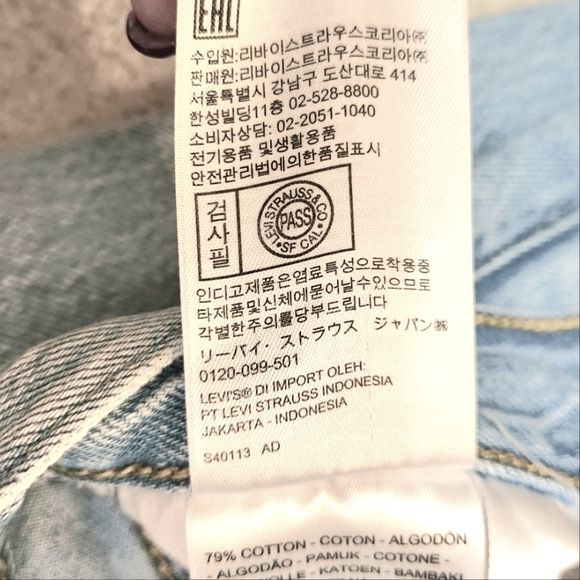 EAC
수입원:리바이스트라우스코리아㈜
판매원:리바이스트라우스코리아㈜
서울특별시 강남구 도산대로 414
한성빌딩11층 02-528-8800
소비자상담: 02-2051-1040
전기용품 및생활용품
안전관리법에의한품질표시
검사필
LEVI STRAUSS & CO
PASS
SF CAL
인디고제품은염료특성으로착용중
타제품및신체에묻어날수있으므로
각별한주의를당부드립니다
リーバイ・ストラウス ジャパン㈱
0120-099-501
LEVI'S® DI IMPORT OLEH:
PT LEVI STRAUSS INDONESIA
JAKARTA - INDONESIA
S40113 AD
79% COTTON - COTON - ALGODÓN
- ALGODÃO - PAMUK - COTONE -
- KATOEN - BAMBAKI